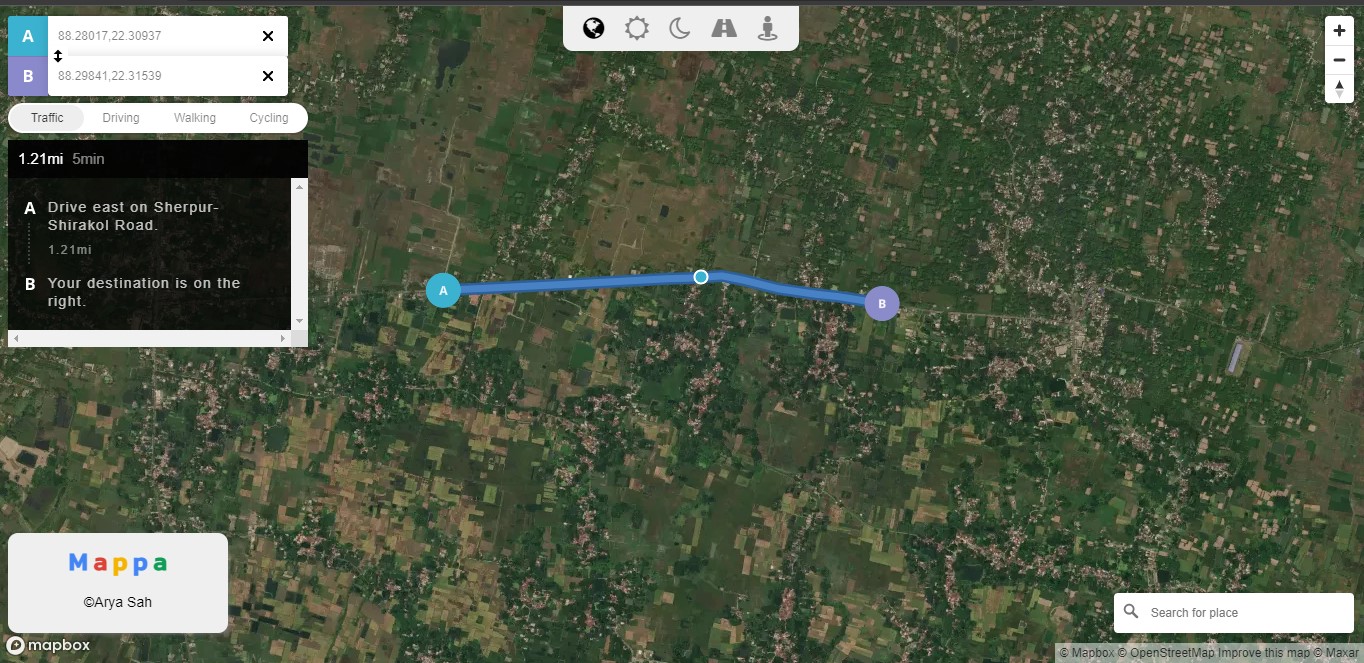 A
88.28017,22.30937
B
88.29841,22.31539
Traffic Driving Walking Cycling
1.21mi 5min
A Drive east on Sherpur-
Shirakol Road.
1.21mi
B Your destination is on the
right.
A
B
Mappa
©Arya Sah
mapbox
Search for place
© Mapbox © OpenStreetMap Improve this map © Maxar